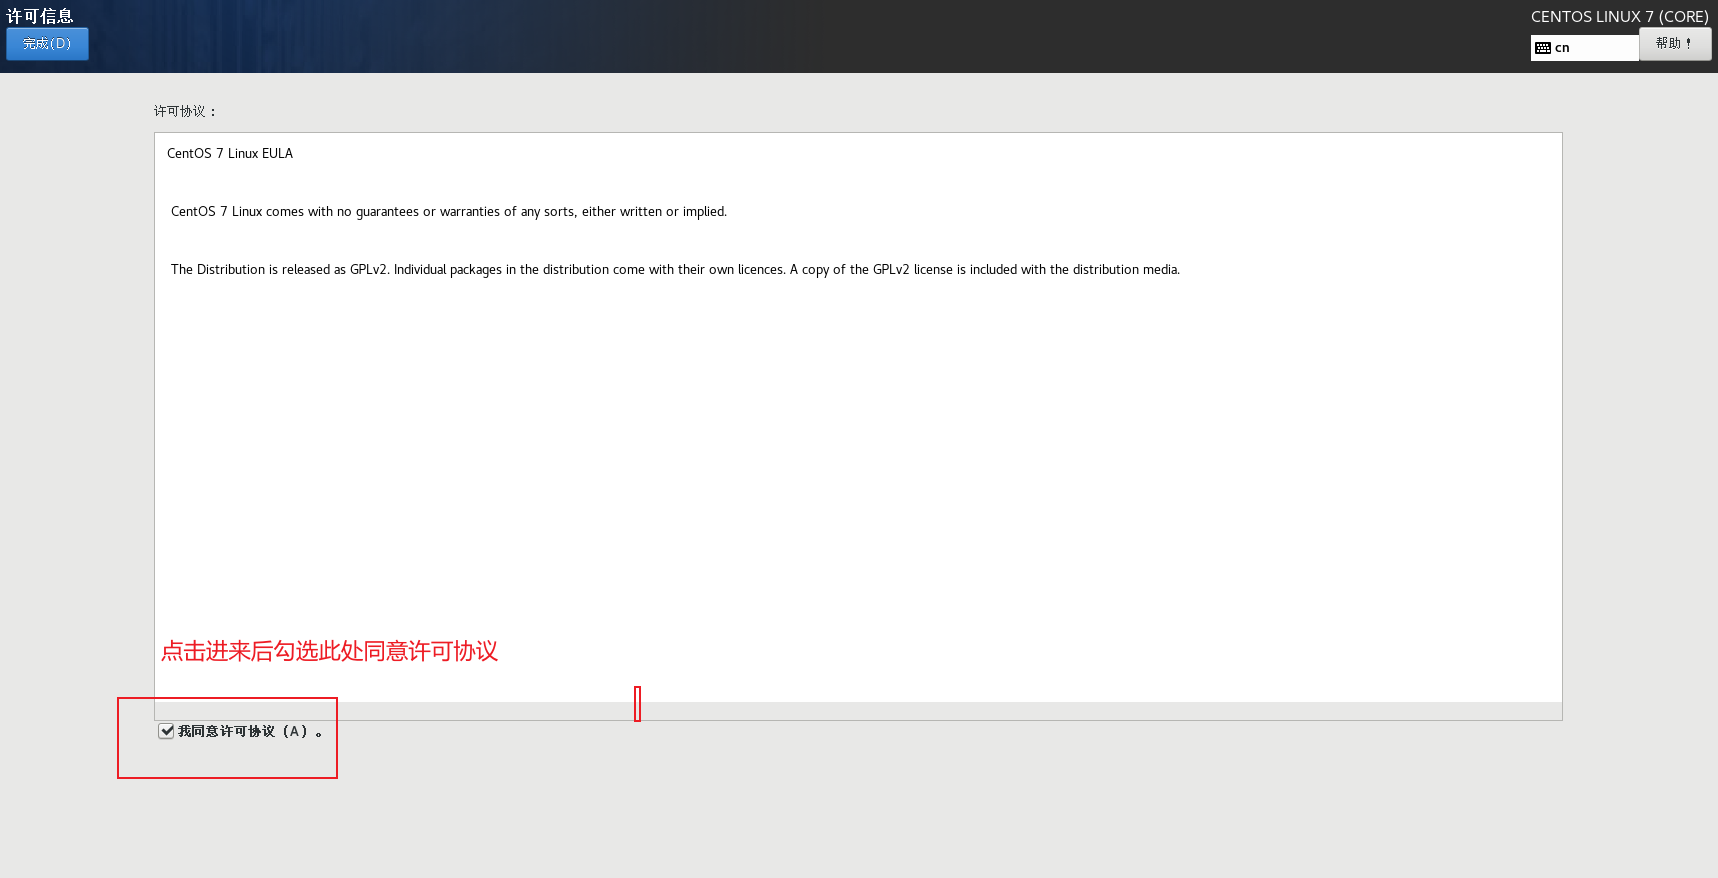 许可信息
CENTOS LINUX 7 (CORE)
完成(D)
cn
帮助！
许可协议：
CentOS 7 Linux EULA
CentOS 7 Linux comes with no guarantees or warranties of any sorts, either written or implied.
The Distribution is released as GPLv2. Individual packages in the distribution come with their own licences. A copy of the GPLv2 license is included with the distribution media.
点击进来后勾选此处同意许可协议
我同意许可协议（A）。